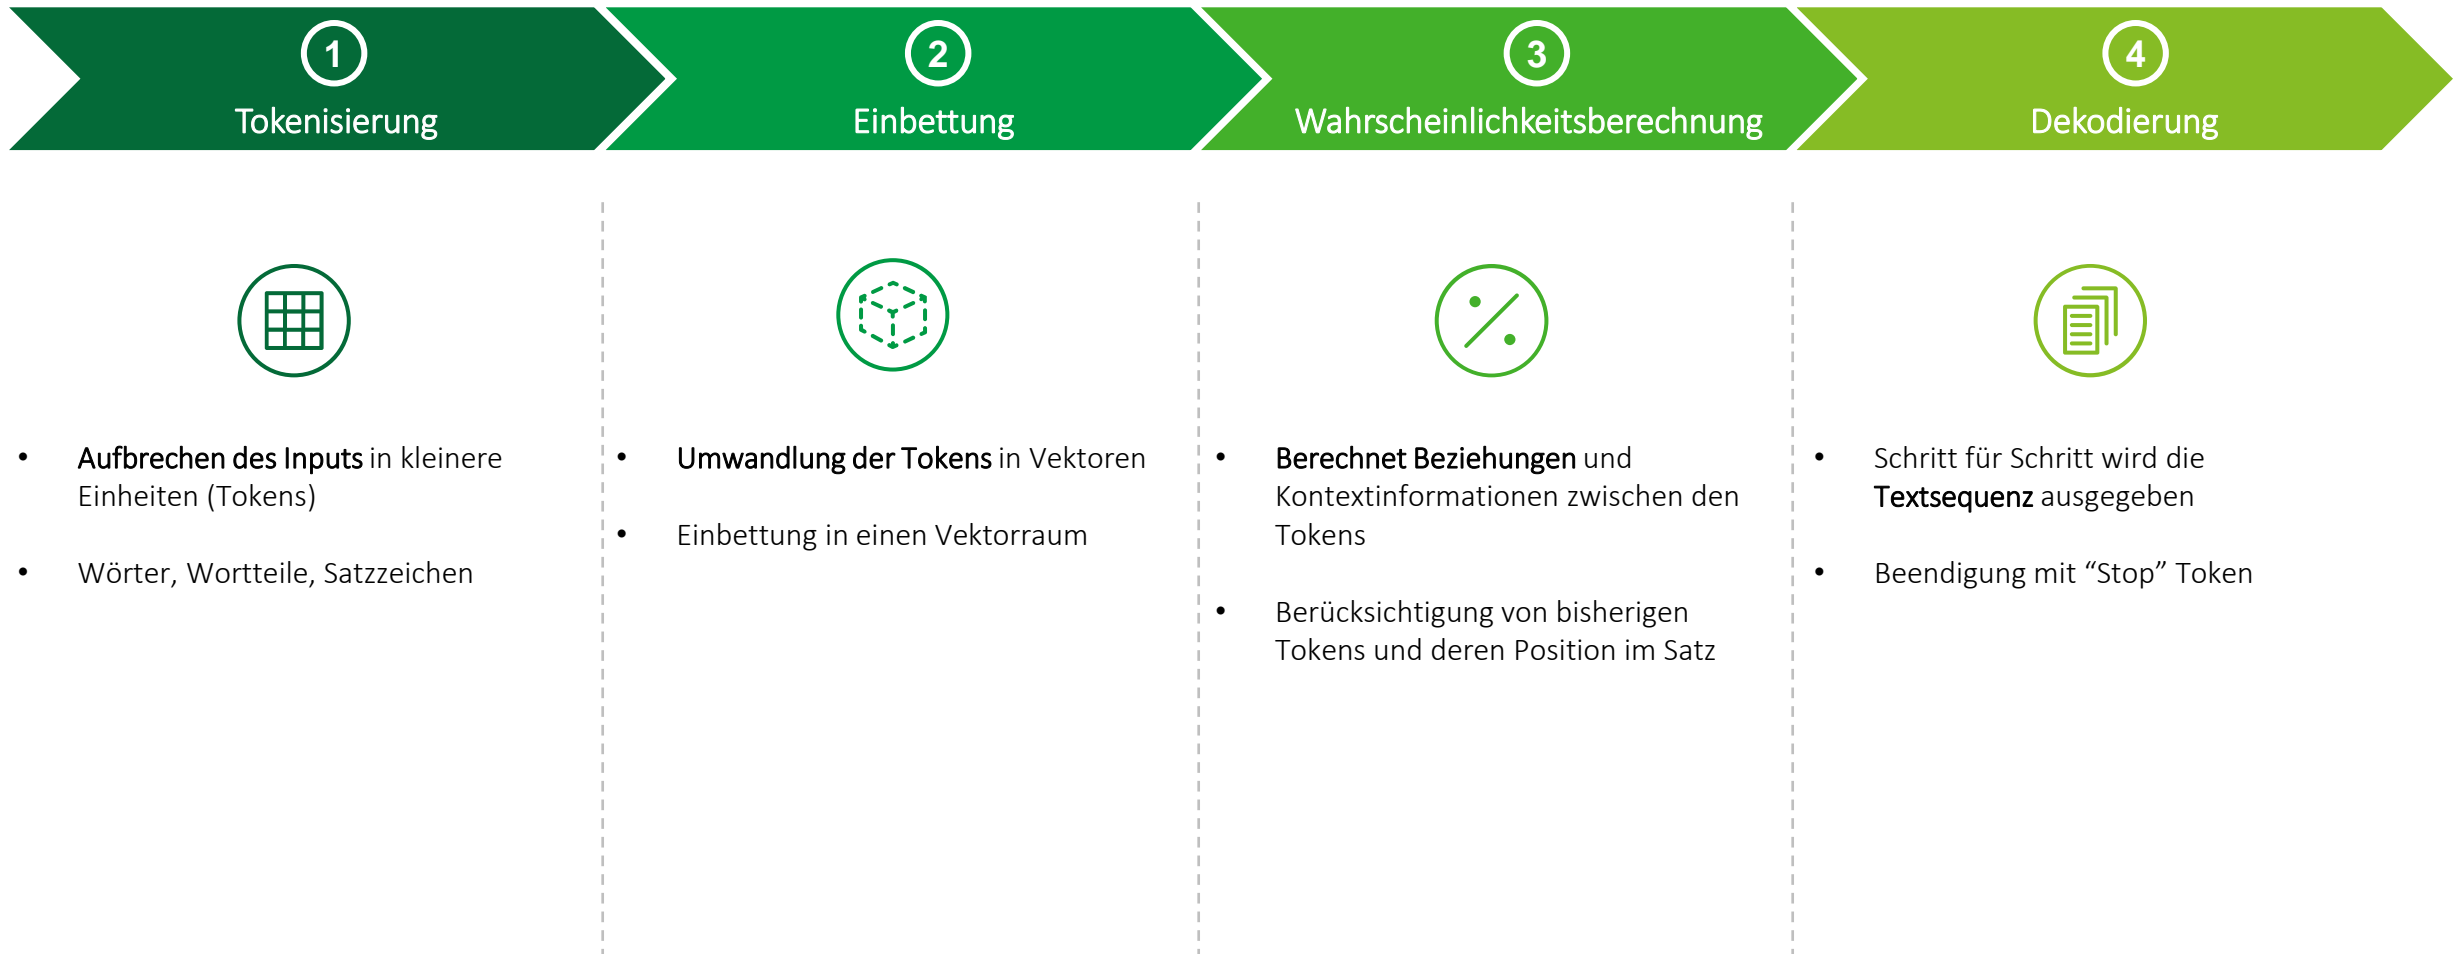 1
Tokenisierung
2
Einbettung
3
Wahrscheinlichkeitsberechnung
4
Dekodierung
• Aufbrechen des Inputs in kleinere
Einheiten (Tokens)
• Wörter, Wortteile, Satzzeichen
• Umwandlung der Tokens in Vektoren
• Einbettung in einen Vektorraum
• Berechnet Beziehungen und
Kontextinformationen zwischen den
Tokens
• Berücksichtigung von bisherigen
Tokens und deren Position im Satz
• Schritt für Schritt wird die
Textsequenz ausgegeben
• Beendigung mit “Stop” Token